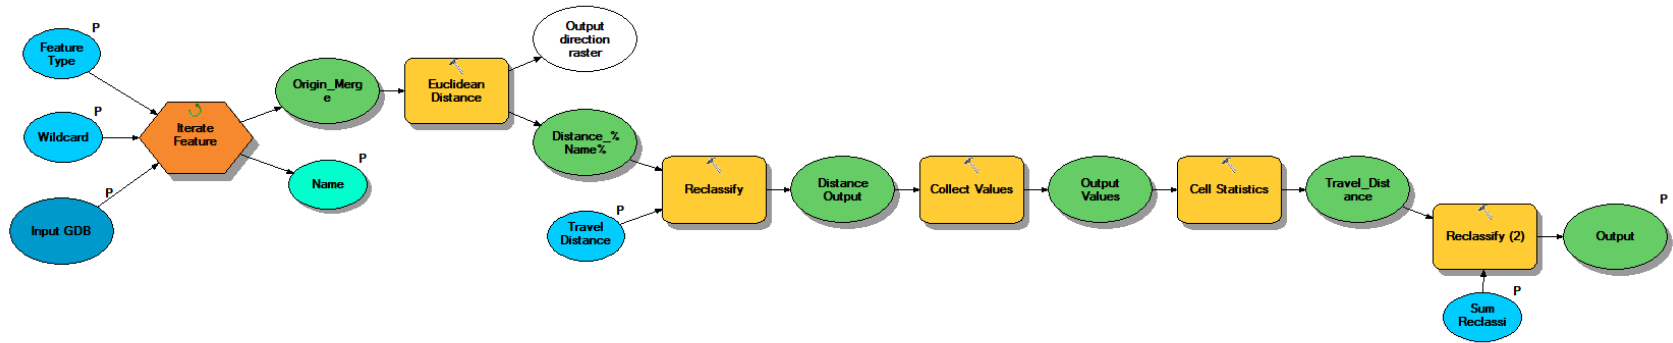 P
Feature
Type
P
Wildcard
P
Input GDB
Iterate
Feature
Origin_Merg
e
P
Name
Euclidean
Distance
Output
direction
raster
Distance_%
Name%
P
Travel
Distance
Reclassify
Distance
Output
Collect Values
Output
Values
Cell Statistics
Travel_Dist
ance
Reclassify (2)
P
Sum
Reclassi
P
Output